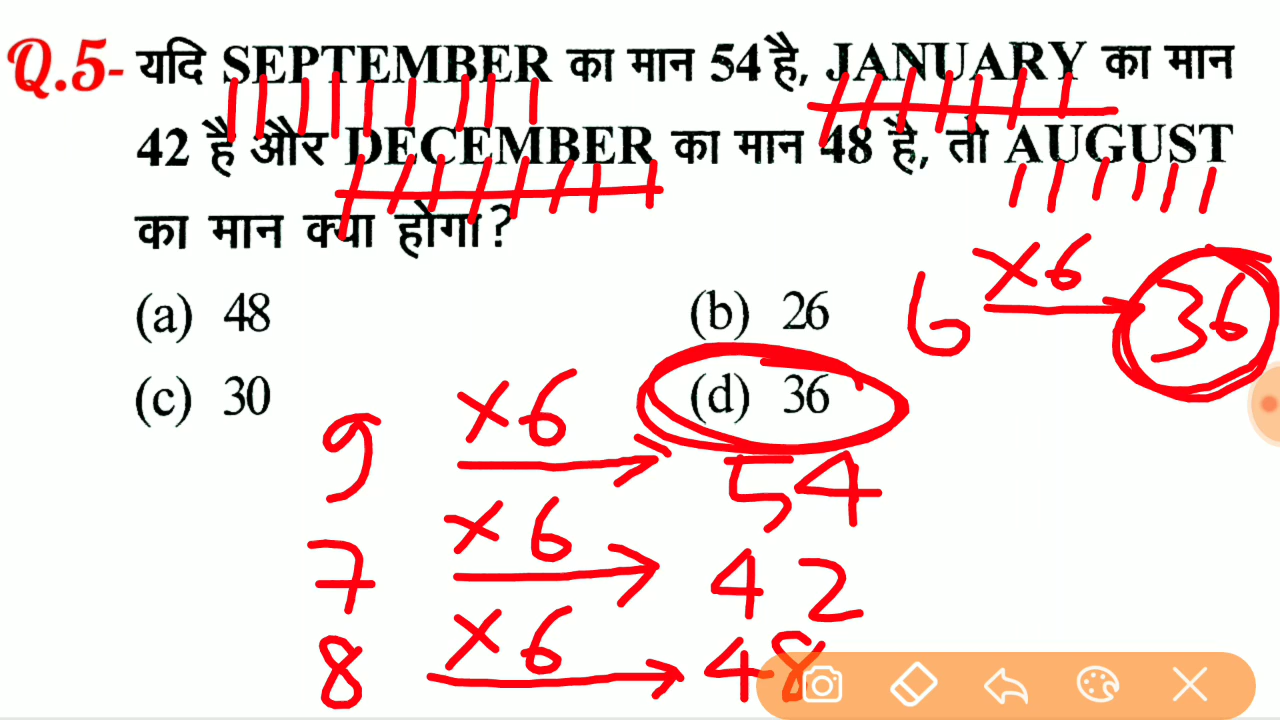 Q.5- यदि SEPTEMBER का मान 54 है, JANUARY का मान
42 है और DECEMBER का मान 48 है, तो AUGUST
का मान क्या होगा?
6 ×6 36
(a) 48 (b) 26
(c) 30 (d) 36
9 ×6 54
7 ×6 42
8 ×6 48